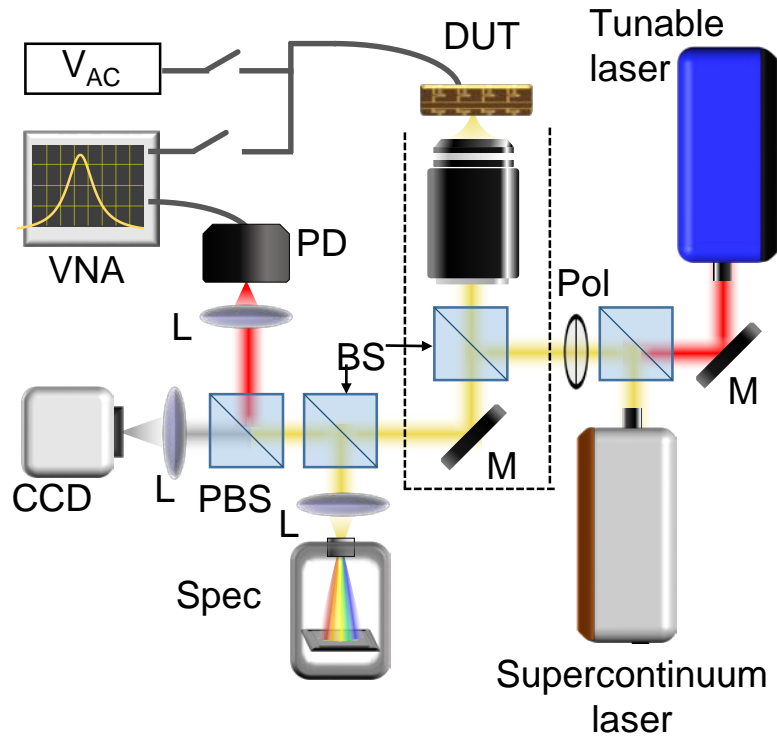 DUT
Tunable
laser
V_AC
VNA
PD
Pol
L
BS
M
CCD
L
PBS
M
L
Spec
Supercontinuum
laser